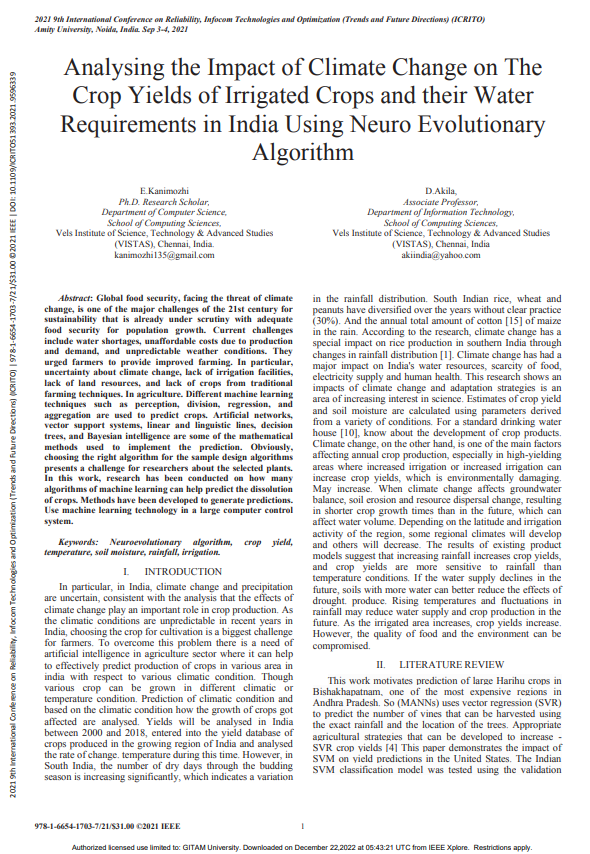 2021 9th International Conference on Reliability, Infocom Technologies and Optimization (Trends and Future Directions) (ICRITO)
Amity University, Noida, India. Sep 3-4, 2021
Analysing the Impact of Climate Change on The
Crop Yields of Irrigated Crops and their Water
Requirements in India Using Neuro Evolutionary
Algorithm
E.Kanimozhi
Ph.D. Research Scholar,
Department of Computer Science,
School of Computing Sciences,
Vels Institute of Science, Technology & Advanced Studies
(VISTAS), Chennai, India.
kanimozhi135@gmail.com
D.Akila,
Associate Professor,
Department of Information Technology,
School of Computing Sciences,
Vels Institute of Science, Technology & Advanced Studies
(VISTAS), Chennai, India
akiindia@yahoo.com
Abstract: Global food security, facing the threat of climate
change, is one of the major challenges of the 21st century for
sustainability that is already under scrutiny with adequate
food security for population growth. Current challenges
include water shortages, unaffordable costs due to production
and demand, and unpredictable weather conditions. They
urged farmers to provide improved farming. In particular,
uncertainty about climate change, lack of irrigation facilities,
lack of land resources, and lack of crops from traditional
farming techniques. In agriculture. Different machine learning
techniques such as perception, division, regression, and
aggregation are used to predict crops. Artificial networks,
vector support systems, linear and linguistic lines, decision
trees, and Bayesian intelligence are some of the mathematical
methods used to implement the prediction. Obviously,
choosing the right algorithm for the sample design algorithms
presents a challenge for researchers about the selected plants.
In this work, research has been conducted on how many
algorithms of machine learning can help predict the dissolution
of crops. Methods have been developed to generate predictions.
Use machine learning technology in a large computer control
system.
Keywords: Neuroevolutionary algorithm, crop yield,
temperature, soil moisture, rainfall, irrigation.
I. INTRODUCTION
In particular, in India, climate change and precipitation
are uncertain, consistent with the analysis that the effects of
climate change play an important role in crop production. As
the climatic conditions are unpredictable in recent years in
India, choosing the crop for cultivation is a biggest challenge
for farmers. To overcome this problem there is a need of
artificial intelligence in agriculture sector where it can help
to effectively predict production of crops in various area in
india with respect to various climatic condition. Though
various crop can be grown in different climatic or
temperature condition. Prediction of climatic condition and
based on the climatic condition how the growth of crops got
affected are analysed. Yields will be analysed in India
between 2000 and 2018, entered into the yield database of
crops produced in the growing region of India and analysed
the rate of change. temperature during this time. However, in
South India, the number of dry days through the budding
season is increasing significantly, which indicates a variation
in the rainfall distribution. South Indian rice, wheat and
peanuts have diversified over the years without clear practice
(30%). And the annual total amount of cotton [15] of maize
in the rain. According to the research, climate change has a
special impact on rice production in southern India through
changes in rainfall distribution [1]. Climate change has had a
major impact on India's water resources, scarcity of food,
electricity supply and human health. This research shows an
impacts of climate change and adaptation strategies is an
area of increasing interest in science. Estimates of crop yield
and soil moisture are calculated using parameters derived
from a variety of conditions. For a standard drinking water
house [10], know about the development of crop products.
Climate change, on the other hand, is one of the main factors
affecting annual crop production, especially in high-yielding
areas where increased irrigation or increased irrigation can
increase crop yields, which is environmentally damaging.
May increase. When climate change affects groundwater
balance, soil erosion and resource dispersal change, resulting
in shorter crop growth times than in the future, which can
affect water volume. Depending on the latitude and irrigation
activity of the region, some regional climates will develop
and others will decrease. The results of existing product
models suggest that increasing rainfall increases crop yields,
and crop yields are more sensitive to rainfall than
temperature conditions. If the water supply declines in the
future, soils with more water can better reduce the effects of
drought. produce. Rising temperatures and fluctuations in
rainfall may reduce water supply and crop production in the
future. As the irrigated area increases, crop yields increase.
However, the quality of food and the environment can be
compromised.
II. LITERATURE REVIEW
This work motivates prediction of large Harihu crops in
Bishakhapatnam, one of the most expensive regions in
Andhra Pradesh. So (MANNs) uses vector regression (SVR)
to predict the number of vines that can be harvested using
the exact rainfall and the location of the trees. Appropriate
agricultural strategies that can be developed to increase -
SVR crop yields [4] This paper demonstrates the impact of
SVM on yield predictions in the United States. The Indian
SVM classification model was tested using the validation
2021 9th International Conference on Reliability, Infocom Technologies and Optimization (Trends and Future Directions) (ICRITO) | 978-1-6654-1703-7/21/$31.00 ©2021 IEEE | DOI: 10.1109/ICRITO51393.2021.9596339
978-1-6654-1703-7/21/$31.00 ©2021 IEEE
1
Authorized licensed use limited to: GITAM University. Downloaded on December 22,2022 at 05:43:21 UTC from IEEE Xplore. Restrictions apply.